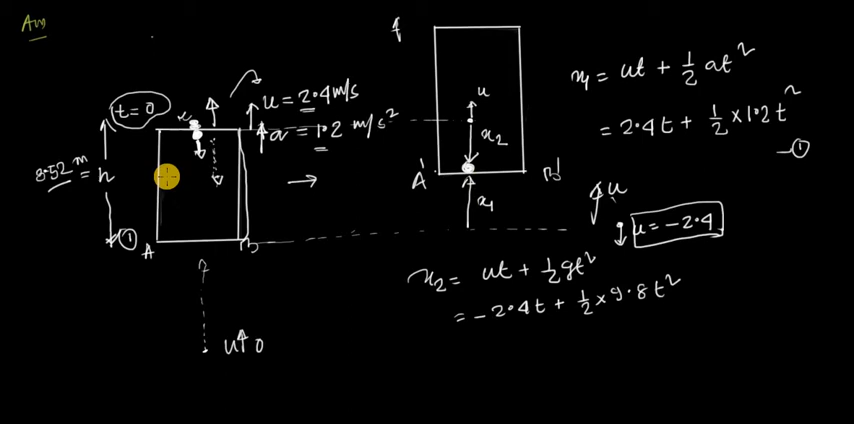 Ans
t=0
u
u = 2.4 m/s
a = 1.2 m/s²
8.52 m = h
①
A
B
u↑0
u
x₂
A'
B'
x₁
x₁ = ut + 1/2 at²
= 2.4t + 1/2 × 1.2 t²
—①
u
u = -2.4
x₂ = ut + 1/2 gt²
= -2.4t + 1/2 × 9.8 t²